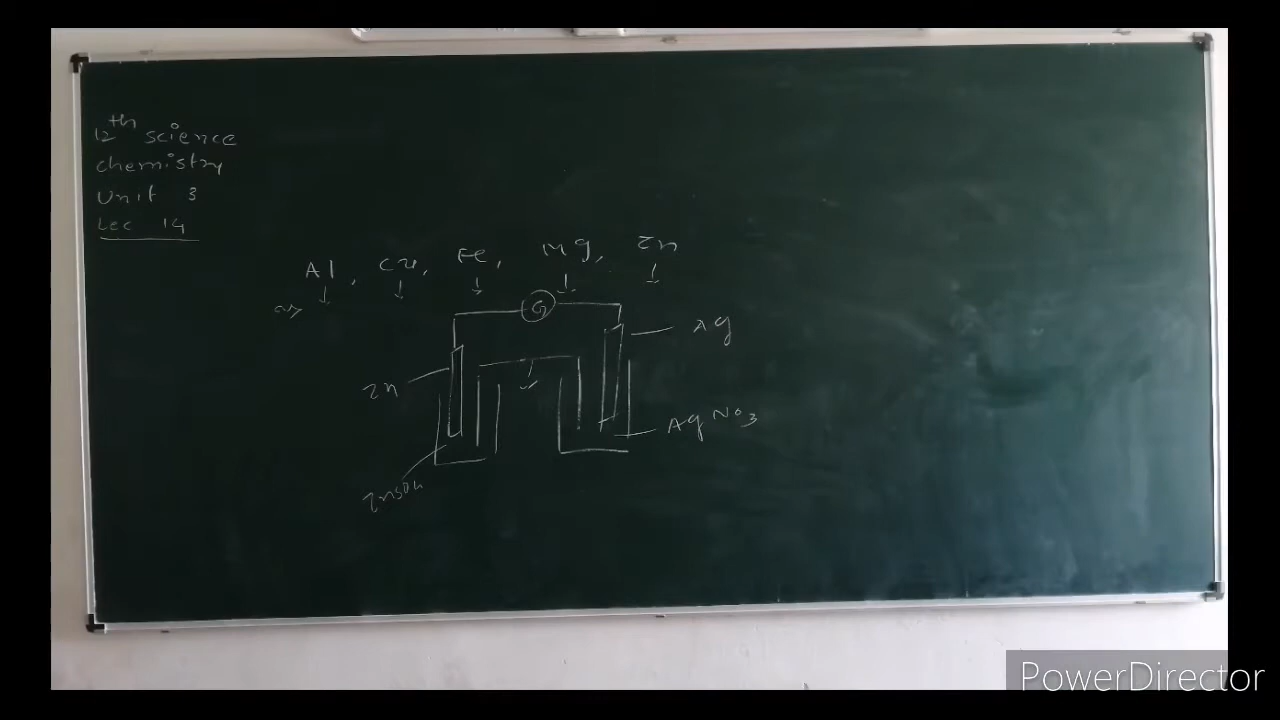 12th science
chemistry
Unit 3
Lec 14
Al, Cu, Fe, Mg, Zn
G
Ag
Zn
AgNO3
ZnSO4
PowerDirector